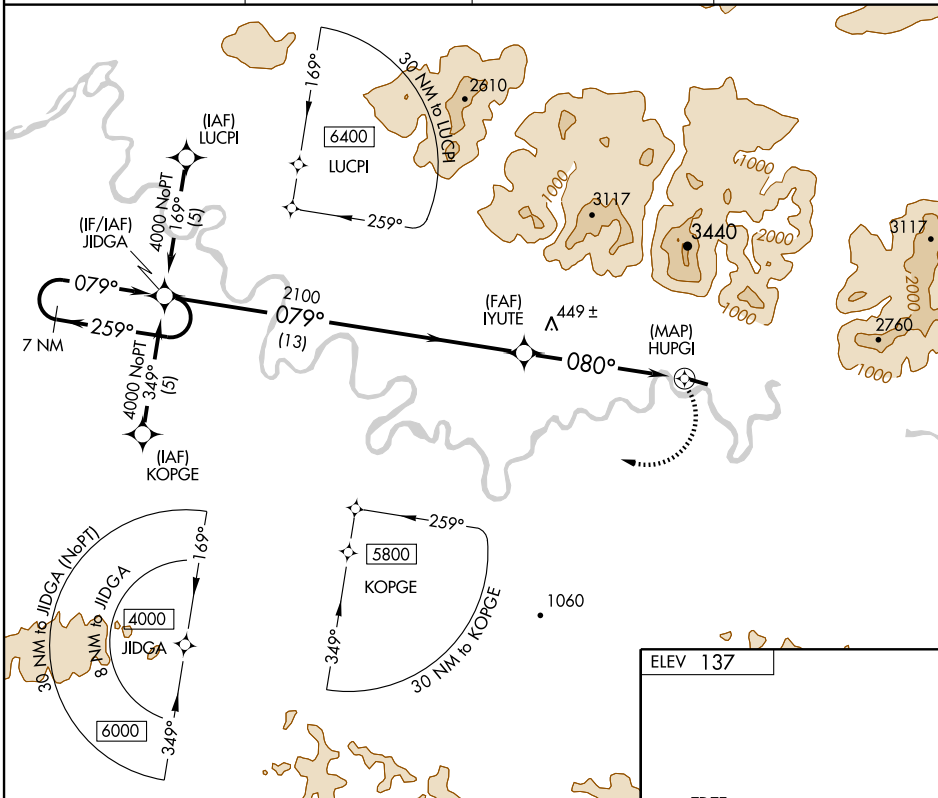 (IAF)
LUCPI
169°
30 NM to LUCPI
6400
LUCPI
259°
2610
1000
3117
3440
1000
2000
1000
3117
2000
2760
1000
4000 NoPT
169°
(5)
(IF/IAF)
JIDGA
079°
259°
7 NM
4000 NoPT
349°
(5)
(IAF)
KOPGE
2100
079°
(13)
(FAF)
IYUTE
449 ±
080°
(MAP)
HUPGI
30 NM to JIDGA (NoPT)
8 NM to JIDGA
169°
4000
JIDGA
6000
349°
259°
5800
KOPGE
349°
30 NM to KOPGE
1060
ELEV 137